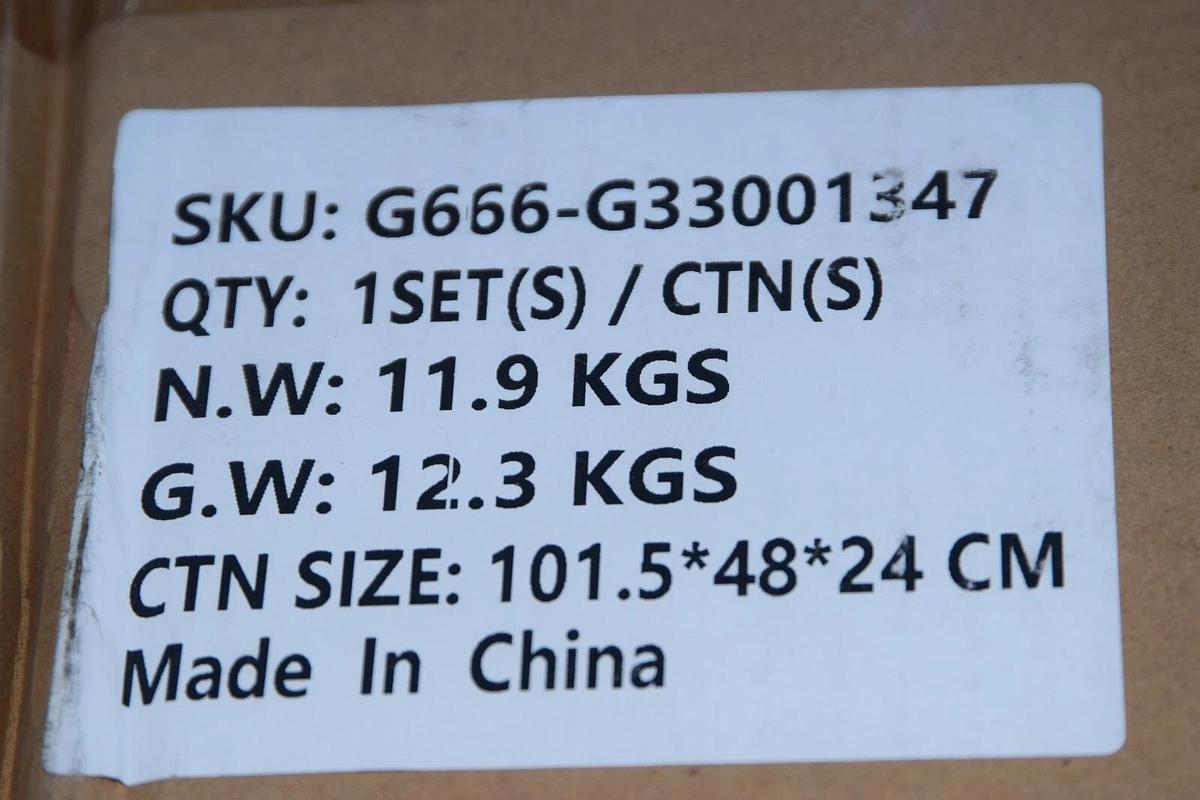 SKU: G666-G33001347
QTY: 1SET(S) / CTN(S)
N.W: 11.9 KGS
G.W: 12.3 KGS
CTN SIZE: 101.5*48*24 CM
Made In China